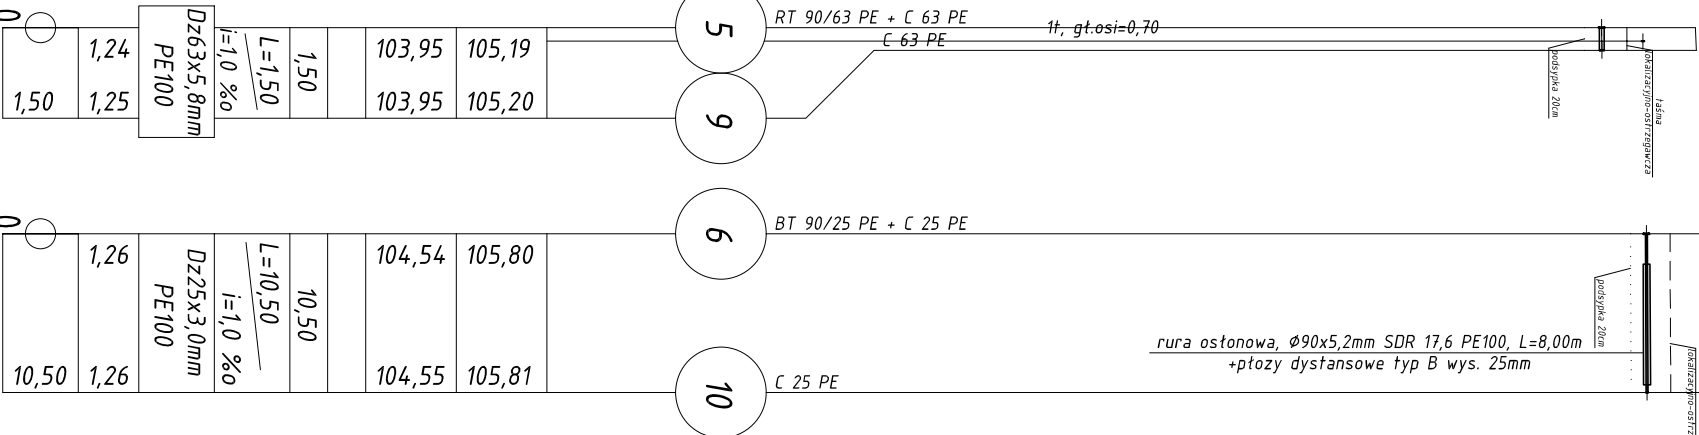 0
1,24
1,50
1,25
Dz63x5,8mm
PE100
L=1,50
i=1,0 ‰
1,50
103,95
105,19
103,95
105,20
5
9
RT 90/63 PE + C 63 PE
C 63 PE
1t, gł.osi=0,70
podsypka 20cm
taśma
lokalizacyjno-ostrzegawcza
0
1,26
10,50
1,26
Dz25x3,0mm
PE100
L=10,50
i=1,0 ‰
10,50
104,54
105,80
104,55
105,81
6
10
BT 90/25 PE + C 25 PE
C 25 PE
rura osłonowa, Ø90x5,2mm SDR 17,6 PE100, L=8,00m
+płozy dystansowe typ B wys. 25mm
podsypka 20cm
lokalizacyjno-ostrz